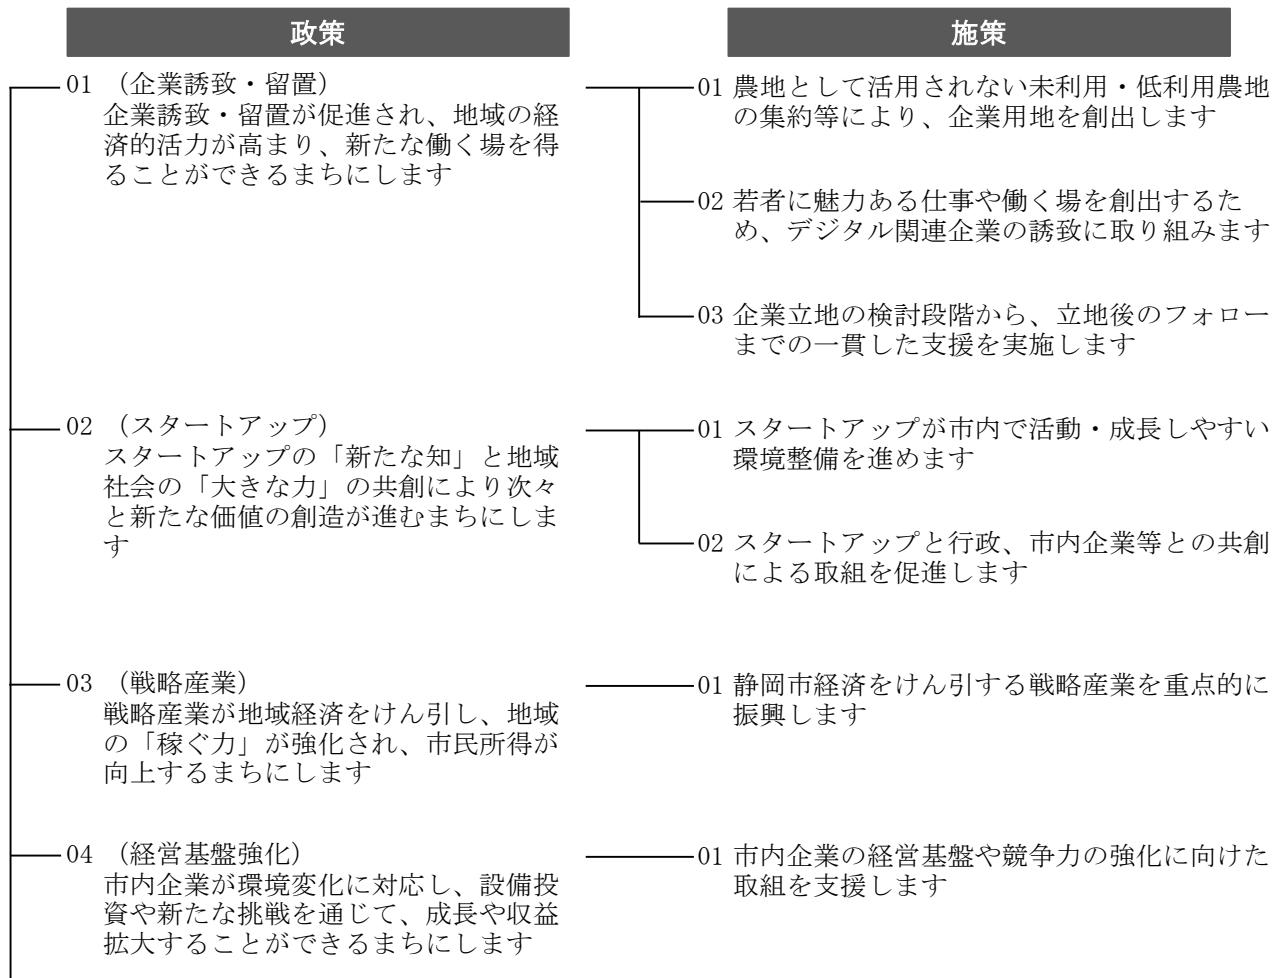 政策
施策
01 （企業誘致・留置）
企業誘致・留置が促進され、地域の経
済的活力が高まり、新たな働く場を得
ることができるまちにします
01 農地として活用されない未利用・低利用農地
の集約等により、企業用地を創出します
02 若者に魅力ある仕事や働く場を創出するた
め、デジタル関連企業の誘致に取り組みます
03 企業立地の検討段階から、立地後のフォロー
までの一貫した支援を実施します
02 （スタートアップ）
スタートアップの「新たな知」と地域
社会の「大きな力」の共創により次々
と新たな価値の創造が進むまちにしま
す
01 スタートアップが市内で活動・成長しやすい
環境整備を進めます
02 スタートアップと行政、市内企業等との共創
による取組を促進します
03 （戦略産業）
戦略産業が地域経済をけん引し、地域
の「稼ぐ力」が強化され、市民所得が
向上するまちにします
01 静岡市経済をけん引する戦略産業を重点的に
振興します
04 （経営基盤強化）
市内企業が環境変化に対応し、設備投
資や新たな挑戦を通じて、成長や収益
拡大することができるまちにします
01 市内企業の経営基盤や競争力の強化に向けた
取組を支援します